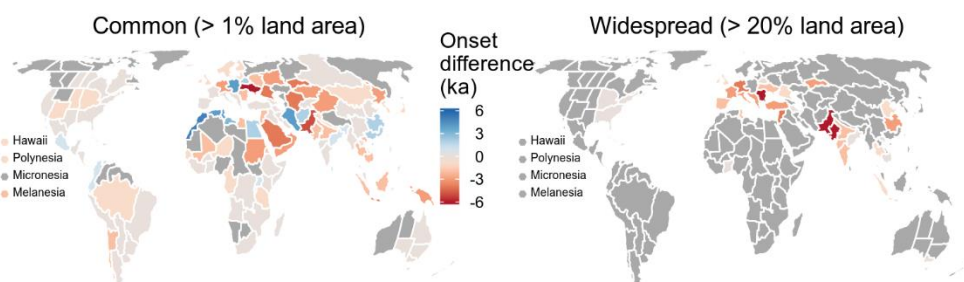 Common (> 1% land area)
Widespread (> 20% land area)
Onset
difference
(ka)
6
3
0
-3
-6
Hawaii
Polynesia
Micronesia
Melanesia
Hawaii
Polynesia
Micronesia
Melanesia